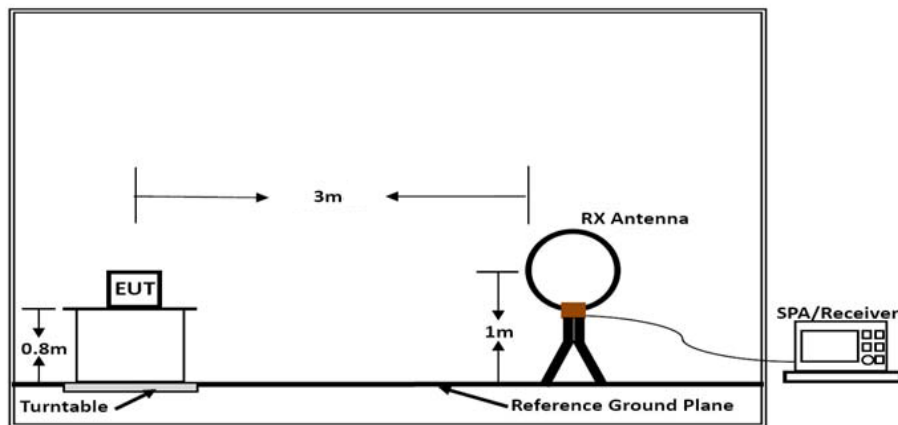 3m
RX Antenna
EUT
SPA/Receiver
0.8m
1m
Turntable
Reference Ground Plane